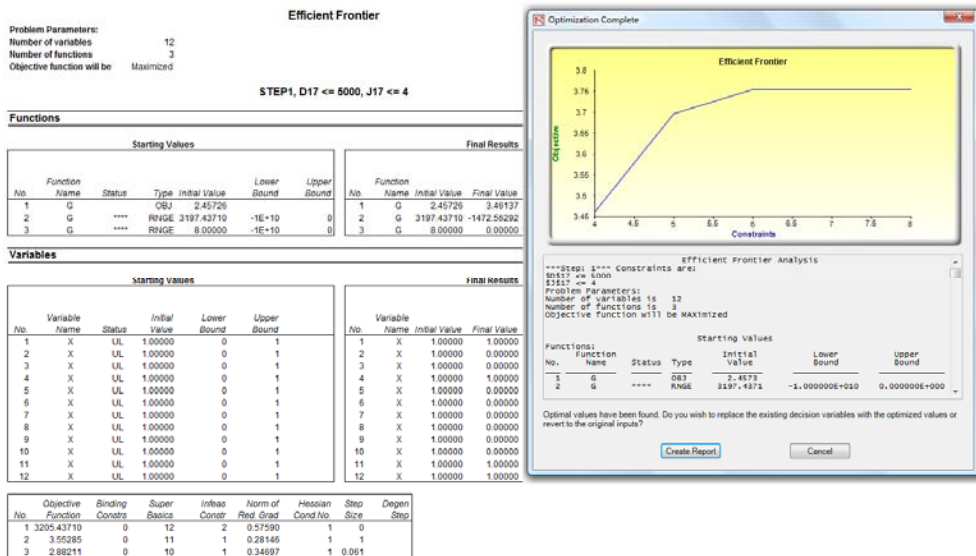 Efficient Frontier
Problem Parameters:
Number of variables 12
Number of functions 3
Objective function will be Maximized
STEP1, D17 <= 5000, J17 <= 4
Functions
Starting Values Final Results
Function Lower Upper Function
No. Name Status Type Initial Value Bound Bound No. Name Initial Value Final Value
1 G OBJ 2.45726 1 G 2.45726 3.46137
2 G **** RNGE 3197.43710 -1E+10 0 2 G 3197.43710 -1472.56292
3 G **** RNGE 8.00000 -1E+10 0 3 G 8.00000 0.00000
Variables
Starting Values Final Results
Variable Initial Lower Upper Variable
No. Name Status Value Bound Bound No. Name Initial Value Final Value
1 X UL 1.00000 0 1 1 X 1.00000 1.00000
2 X UL 1.00000 0 1 2 X 1.00000 0.00000
3 X UL 1.00000 0 1 3 X 1.00000 0.00000
4 X UL 1.00000 0 1 4 X 1.00000 1.00000
5 X UL 1.00000 0 1 5 X 1.00000 0.00000
6 X UL 1.00000 0 1 6 X 1.00000 0.00000
7 X UL 1.00000 0 1 7 X 1.00000 0.00000
8 X UL 1.00000 0 1 8 X 1.00000 0.00000
9 X UL 1.00000 0 1 9 X 1.00000 0.00000
10 X UL 1.00000 0 1 10 X 1.00000 0.00000
11 X UL 1.00000 0 1 11 X 1.00000 1.00000
12 X UL 1.00000 0 1 12 X 1.00000 1.00000
Objective Binding Super Infeas Norm of Hessian Step Degen
No. Function Constrs Basics Constr Red. Grad Cond.No. Size Step
1 3205.43710 0 12 2 0.57590 1 0
2 3.55285 0 11 1 0.28146 1 1
3 2.88211 0 10 1 0.34697 1 0.061
Optimization Complete
Efficient Frontier
3.8
3.76
3.7
3.66
3.6
3.56
3.5
3.46
Objective
4 4.5 5 5.5 6 6.5 7 7.5 8
Constraints
Efficient Frontier Analysis
***Step: 1*** Constraints are:
$D$17 <= 5000
$J$17 <= 4
Problem Parameters:
Number of variables is 12
Number of functions is 3
Objective function will be MAXimized
Starting Values
Functions:
Function Initial Lower Upper
No. Name Status Type Value Bound Bound
1 G OBJ 2.4573
2 G **** RNGE 3197.4371 -1.000000E+010 0.000000E+000
Optimal values have been found. Do you wish to replace the existing decision variables with the optimized values or
revert to the original inputs?
Create Report Cancel